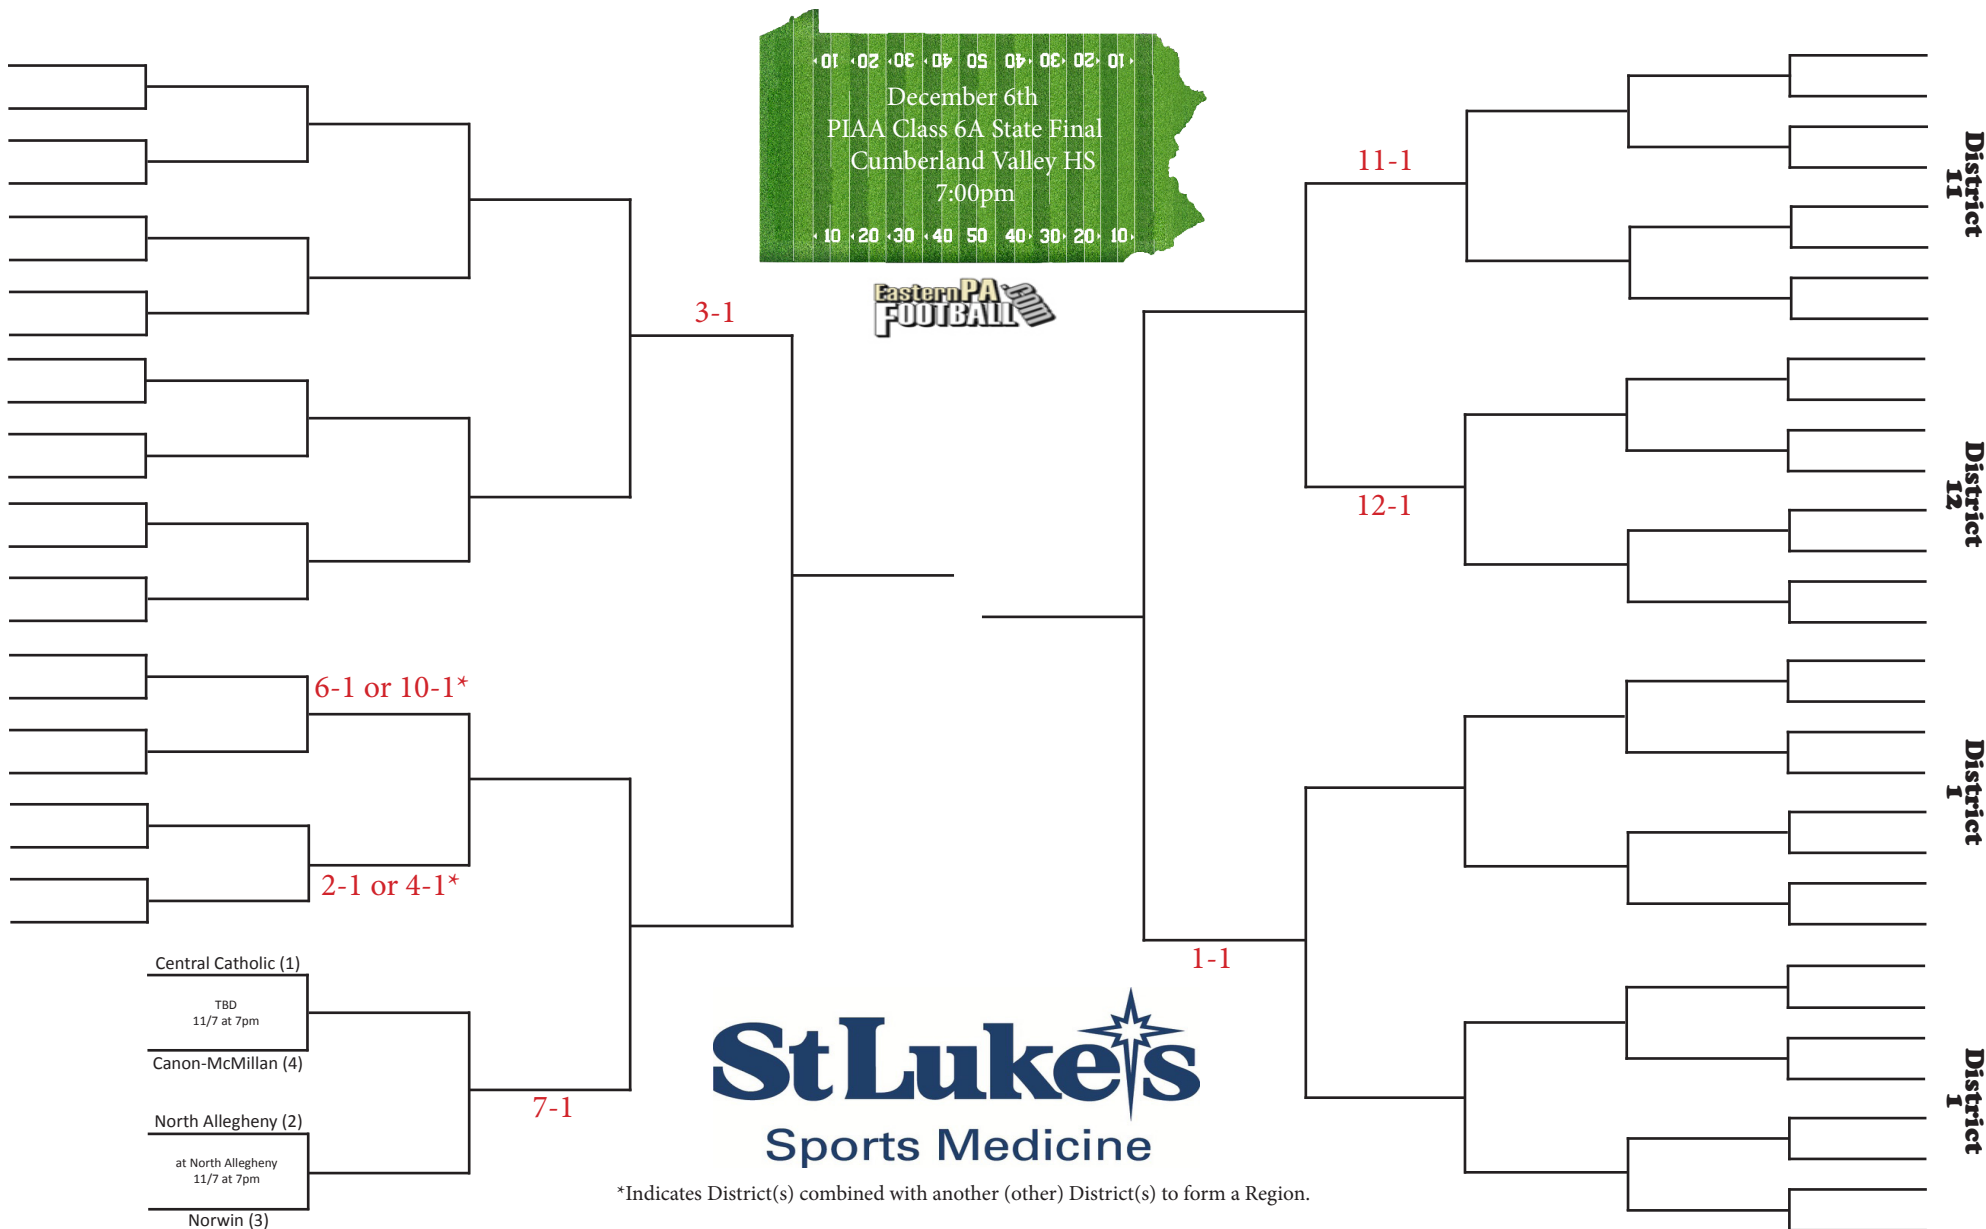 10 20 30 40 50 40 30 20 10
December 6th
PIAA Class 6A State Final
Cumberland Valley HS
7:00pm
10 20 30 40 50 40 30 20 10
EasternPA
FOOTBALL .com
3-1
6-1 or 10-1*
2-1 or 4-1*
Central Catholic (1)
TBD
11/7 at 7pm
Canon-McMillan (4)
North Allegheny (2)
at North Allegheny
11/7 at 7pm
Norwin (3)
7-1
11-1
12-1
1-1
District
11
District
12
District
1
District
1
StLuke's
Sports Medicine
*Indicates District(s) combined with another (other) District(s) to form a Region.